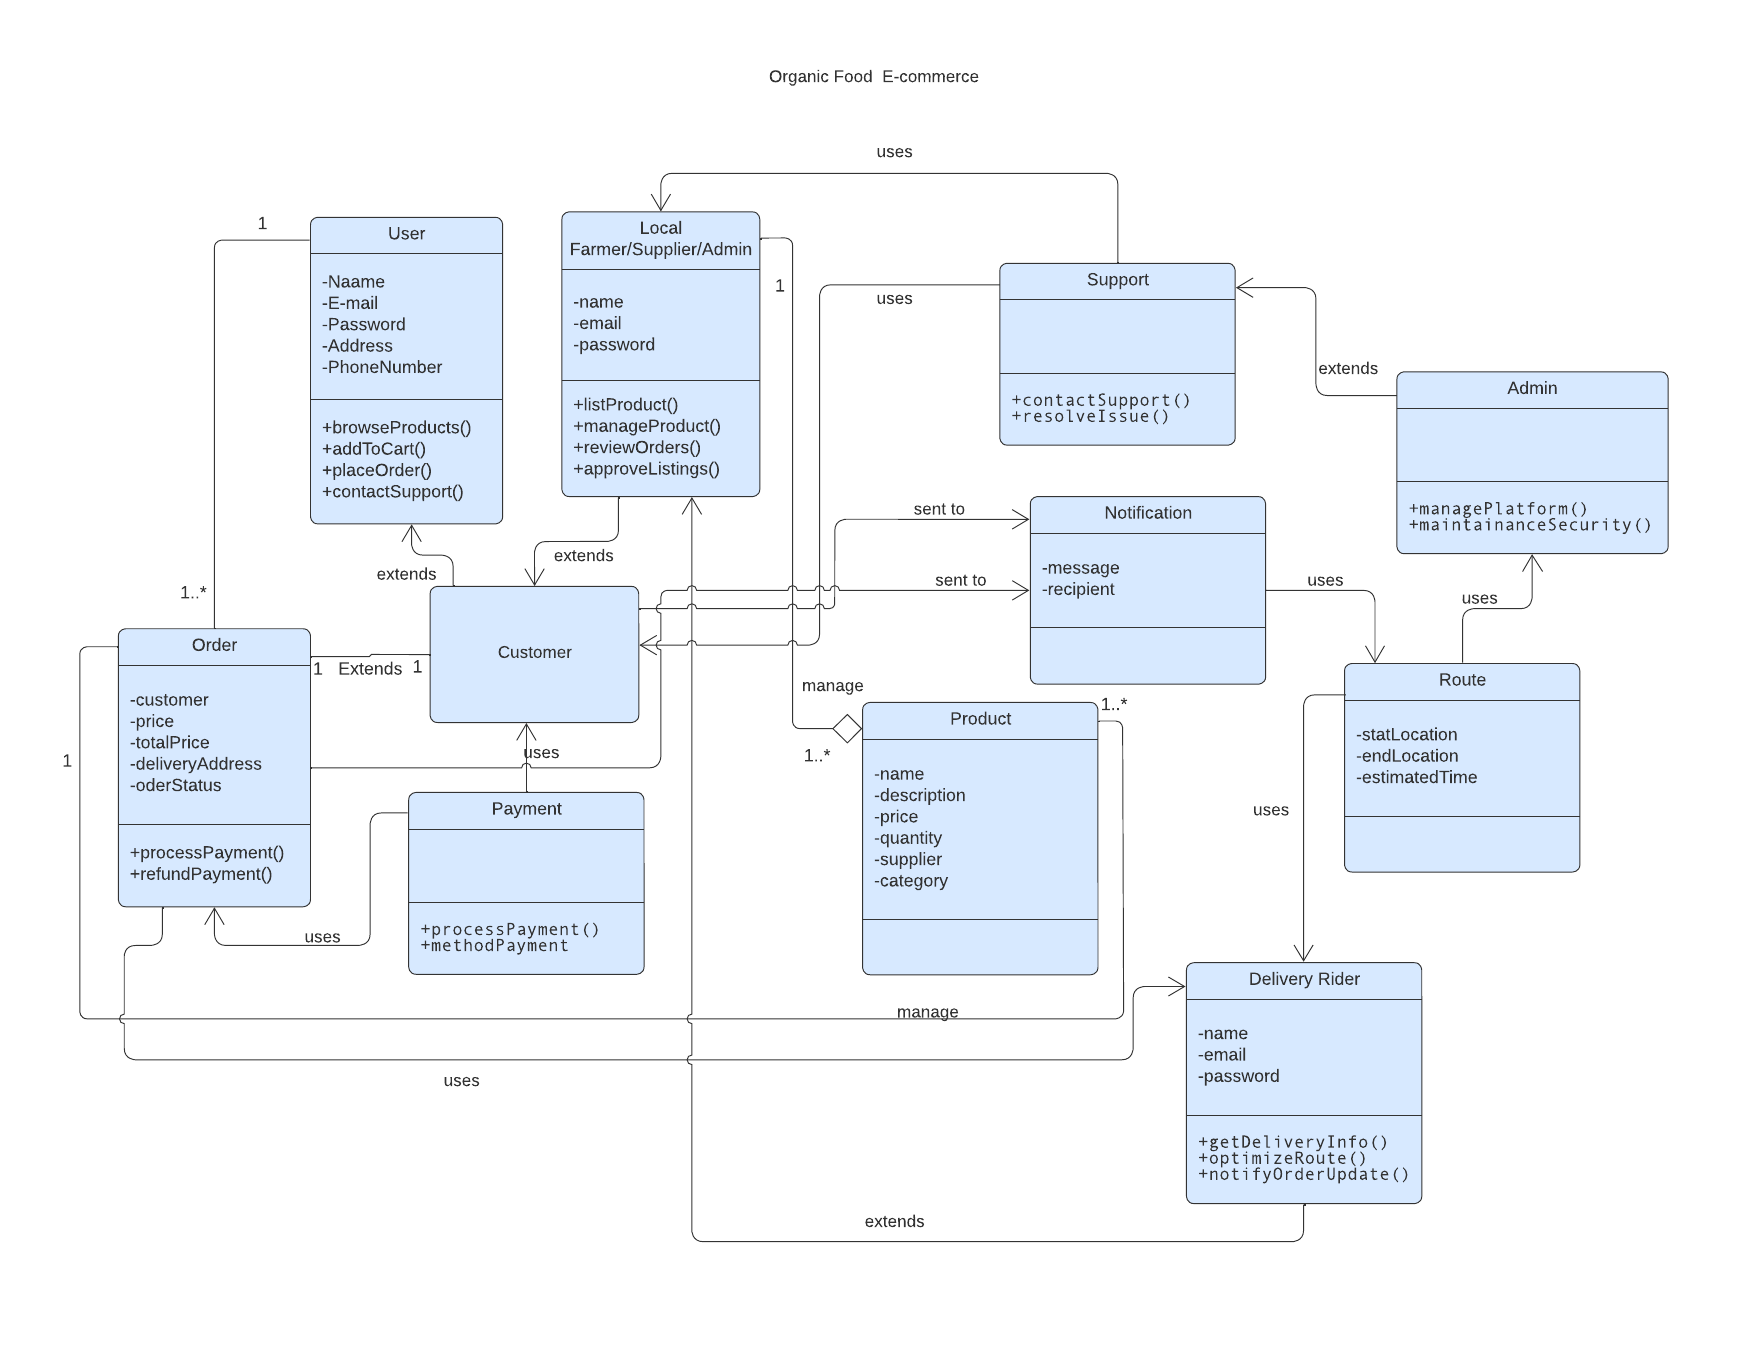 Organic Food  E-commerce
uses
1
User
-Naame
-E-mail
-Password
-Address
-PhoneNumber
+browseProducts()
+addToCart()
+placeOrder()
+contactSupport()
Local
Farmer/Supplier/Admin
-name
-email
-password
+listProduct()
+manageProduct()
+reviewOrders()
+approveListings()
1
uses
Support
+contactSupport()
+resolveIssue()
extends
Admin
+managePlatform()
+maintainanceSecurity()
extends
extends
sent to
sent to
Notification
-message
-recipient
uses
uses
1..*
Order
-customer
-price
-totalPrice
-deliveryAddress
-oderStatus
+processPayment()
+refundPayment()
1 Extends 1
Customer
1
uses
manage
1..*
1..*
Product
-name
-description
-price
-quantity
-supplier
-category
Route
-statLocation
-endLocation
-estimatedTime
uses
Payment
+processPayment()
+methodPayment
uses
manage
uses
Delivery Rider
-name
-email
-password
+getDeliveryInfo()
+optimizeRoute()
+notifyOrderUpdate()
extends